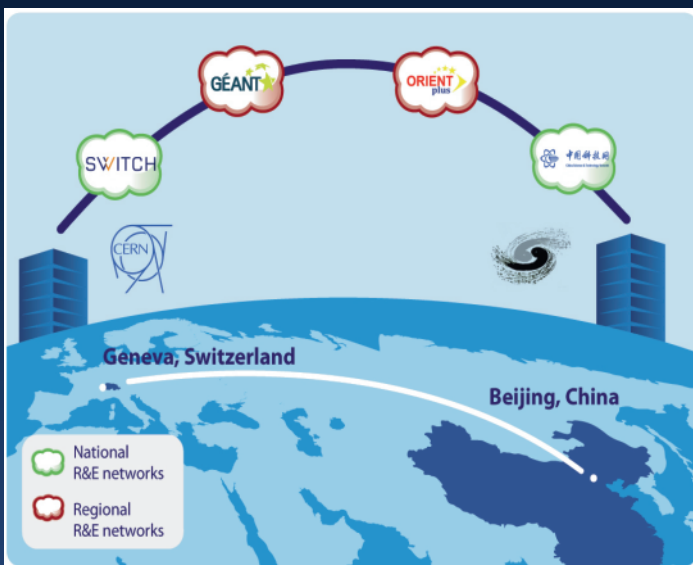 GÉANT
ORIENT
plus
SWITCH
中国科技网
CERN
Geneva, Switzerland
Beijing, China
National
R&E networks
Regional
R&E networks